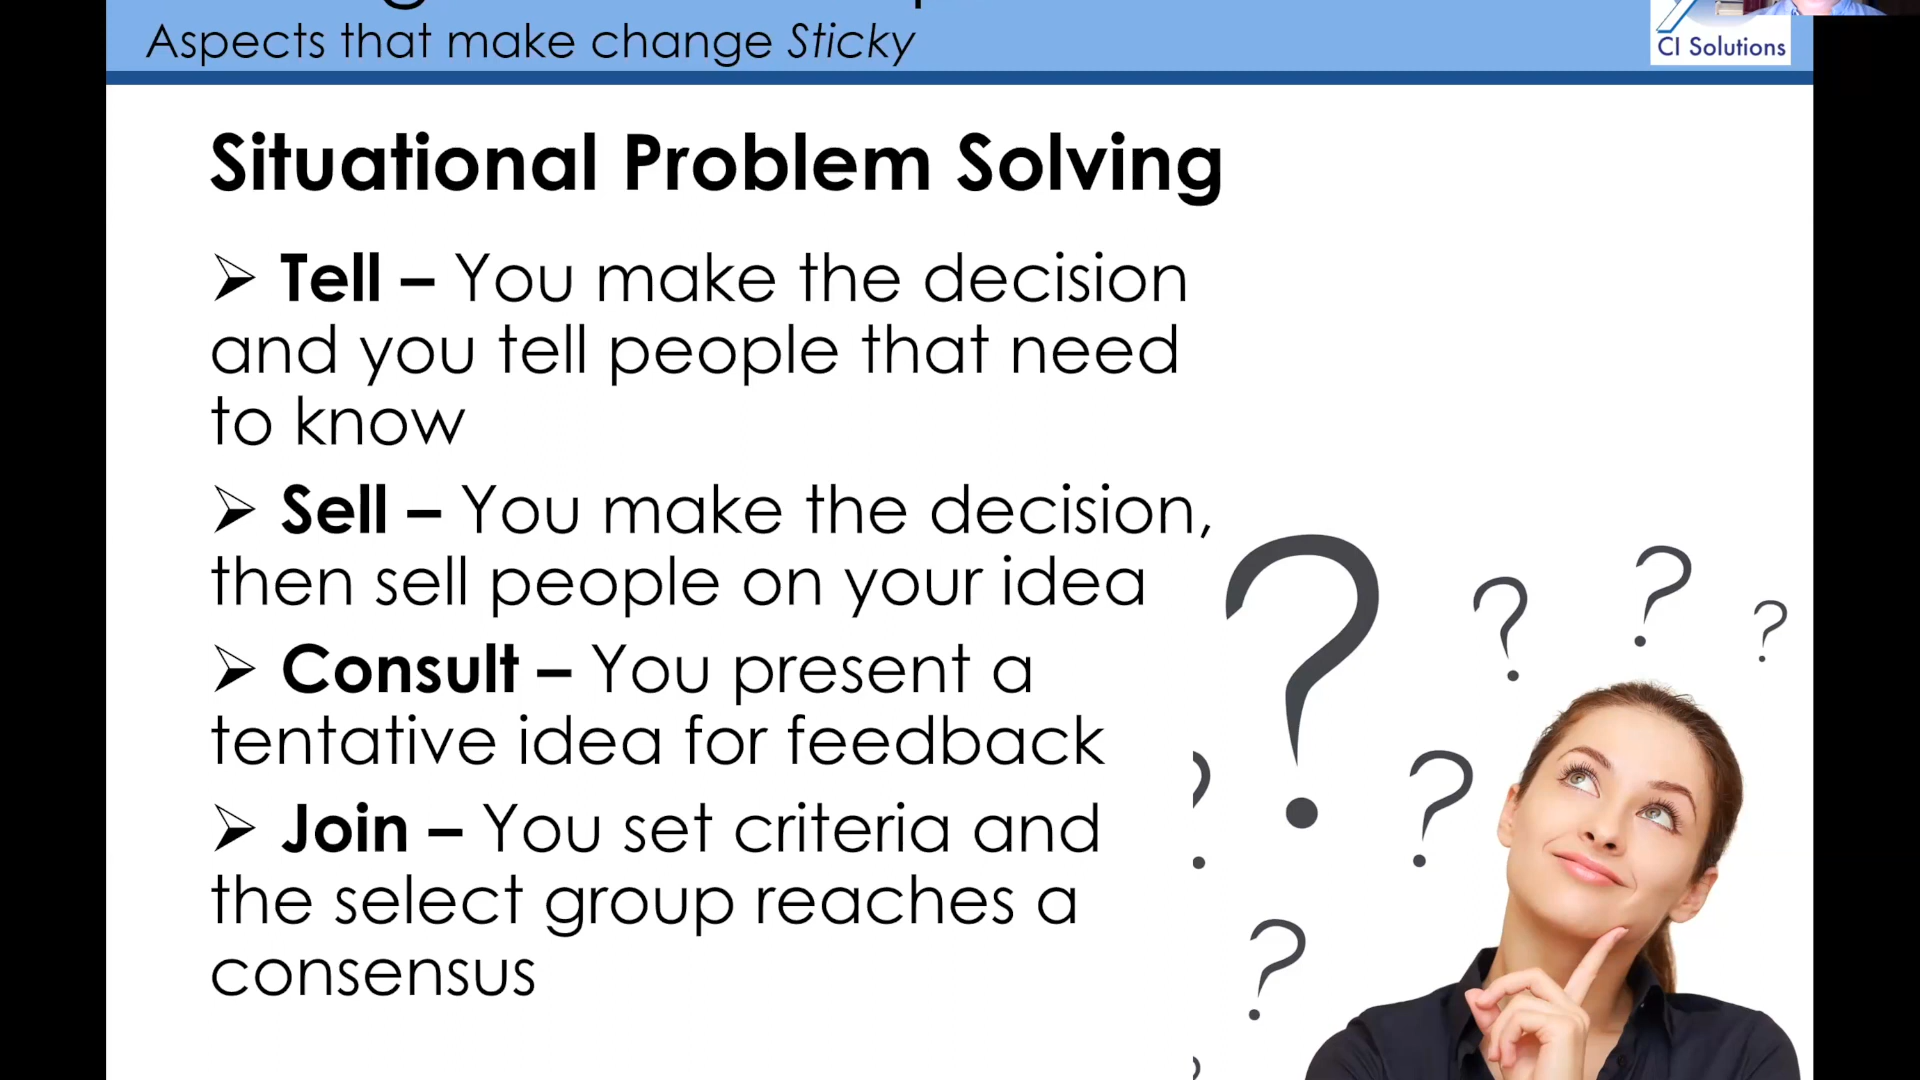 Aspects that make change Sticky
CI Solutions
Situational Problem Solving
➢ Tell – You make the decision
and you tell people that need
to know
➢ Sell – You make the decision,
then sell people on your idea
➢ Consult – You present a
tentative idea for feedback
➢ Join – You set criteria and
the select group reaches a
consensus
? ? ? ?
? ?
?